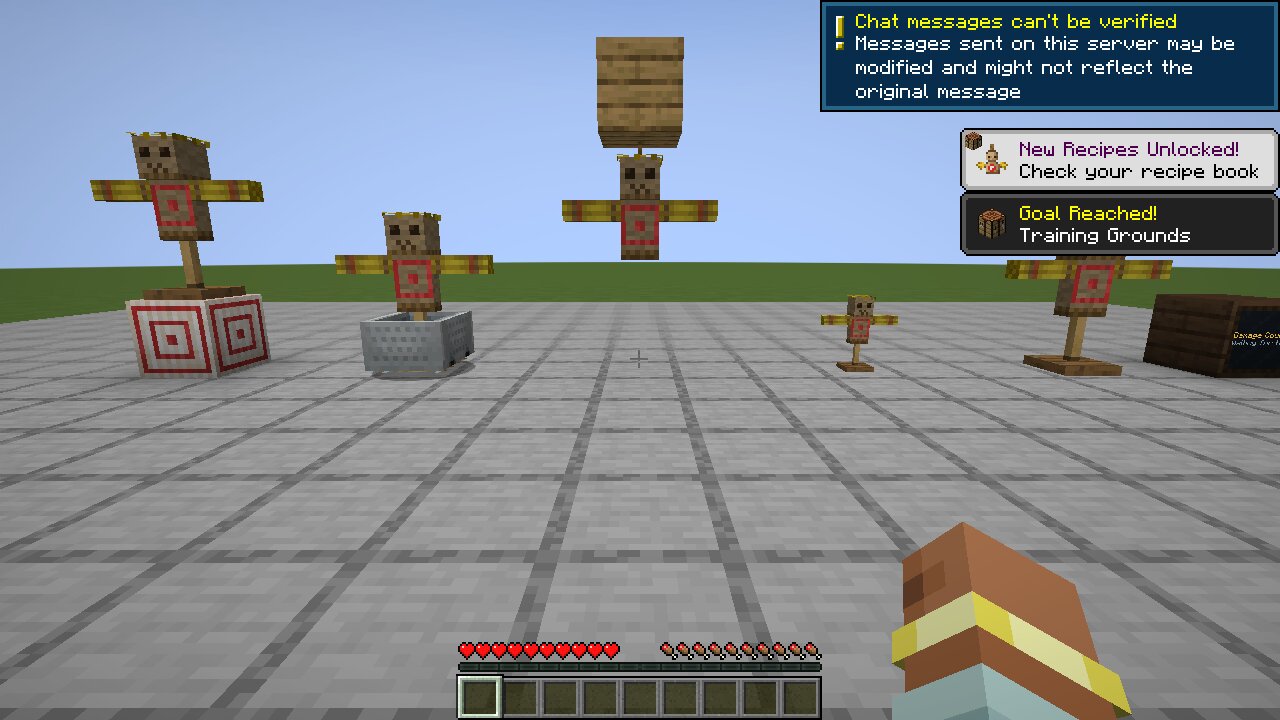 Chat messages can't be verified
Messages sent on this server may be
modified and might not reflect the
original message
New Recipes Unlocked!
Check your recipe book
Goal Reached!
Training Grounds